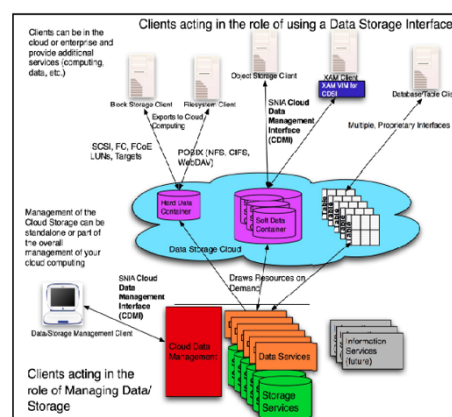 Clients acting in the role of using a Data Storage Interface
Clients can be in the
cloud or enterprise and
provide additional
services (computing,
data, etc.)
Block Storage Client
Filesystem Client
Object Storage Client
XAM Client
XAM VIM for
CDSI
Database/Table Clie
Exports to Cloud
Computing
SCSI, FC, FCoE
LUNs, Targets
POSIX (NFS, CIFS,
WebDAV)
SNIA Cloud
Data
Management
Interface
(CDMI)
Multiple, Proprietary Interfaces
Hard Data
Container
Soft Data
Container
Table
Data Storage Cloud
Management of the
Cloud Storage can be
standalone or part of
the overall
management of your
cloud computing
SNIA Cloud
Data
Management
Interface
(CDMI)
Draws Resources on
Demand
Data/Storage Management Client
Cloud Data
Management
Data Services
Storage
Services
Information
Services
(future)
Clients acting in the
role of Managing Data/
Storage